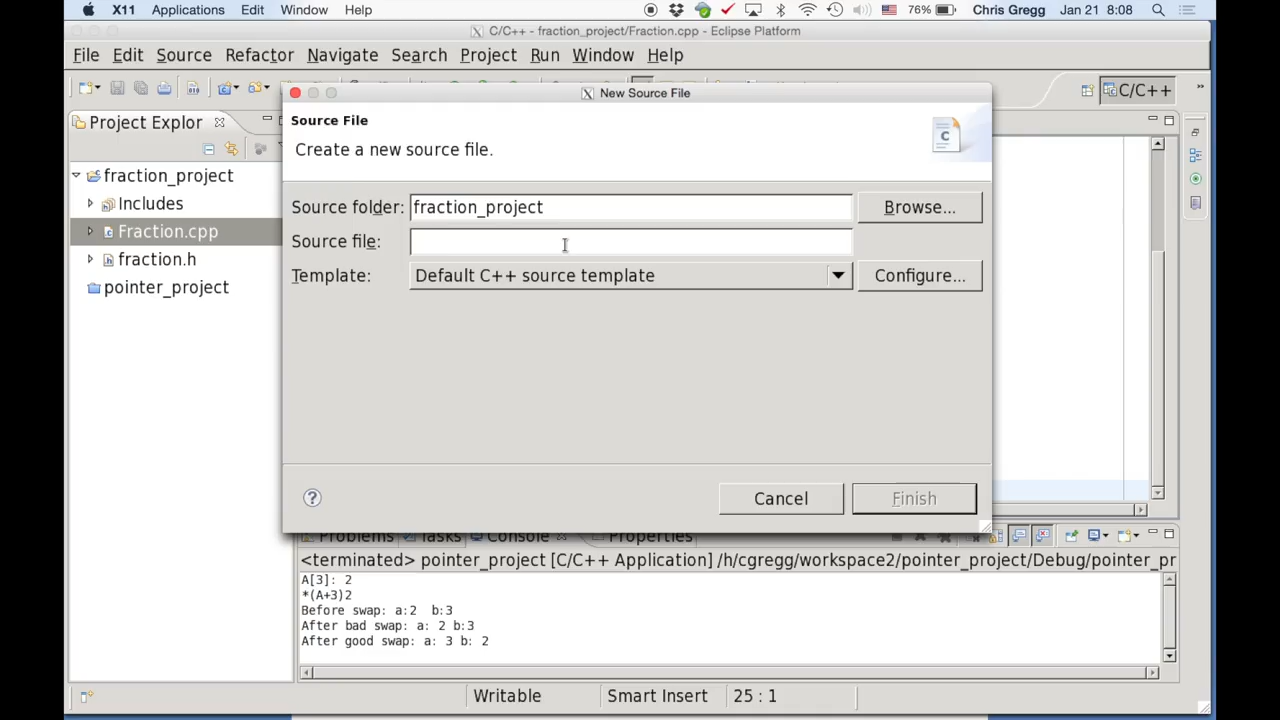 X11 Applications Edit Window Help 76% Chris Gregg Jan 21 8:08
C/C++ - fraction_project/Fraction.cpp - Eclipse Platform
File Edit Source Refactor Navigate Search Project Run Window Help
C/C++
New Source File
Project Explor
Source File
Create a new source file.
fraction_project
Includes
Fraction.cpp
fraction.h
pointer_project
Source folder: fraction_project Browse...
Source file:
Template: Default C++ source template Configure...
Cancel Finish
Problems Tasks Console Properties
<terminated> pointer_project [C/C++ Application] /h/cgregg/workspace2/pointer_project/Debug/pointer_pr
A[3]: 2
*(A+3)2
Before swap: a:2 b:3
After bad swap: a: 2 b:3
After good swap: a: 3 b: 2
Writable Smart Insert 25 : 1